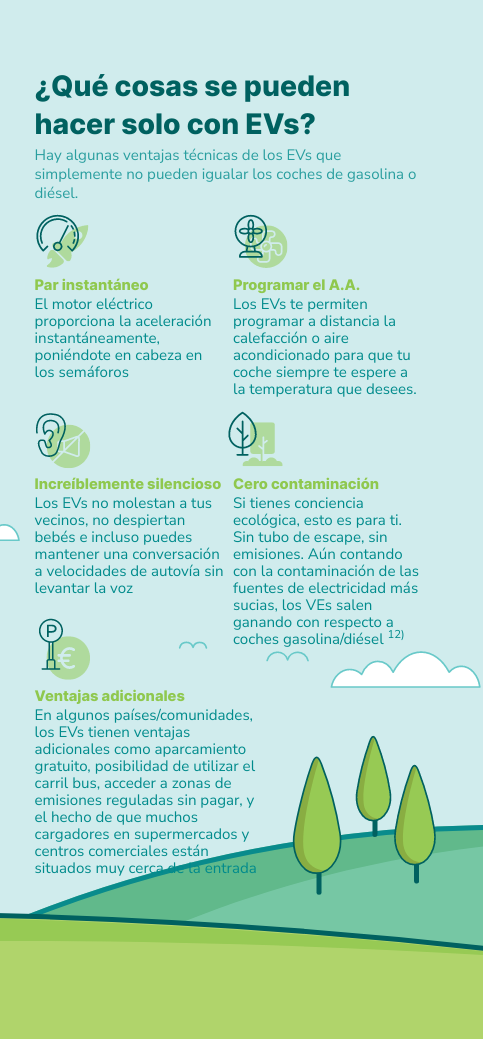 ¿Qué cosas se pueden
hacer solo con EVs?
Hay algunas ventajas técnicas de los EVs que
simplemente no pueden igualar los coches de gasolina o
diésel.
Par instantáneo
El motor eléctrico
proporciona la aceleración
instantáneamente,
poniéndote en cabeza en
los semáforos
Programar el A.A.
Los EVs te permiten
programar a distancia la
calefacción o aire
acondicionado para que tu
coche siempre te espere a
la temperatura que desees.
Increíblemente silencioso
Los EVs no molestan a tus
vecinos, no despiertan
bebés e incluso puedes
mantener una conversación
a velocidades de autovía sin
levantar la voz
Cero contaminación
Si tienes conciencia
ecológica, esto es para ti.
Sin tubo de escape, sin
emisiones. Aún contando
con la contaminación de las
fuentes de electricidad más
sucias, los VEs salen
ganando con respecto a
coches gasolina/diésel 12)
P
€
Ventajas adicionales
En algunos países/comunidades,
los EVs tienen ventajas
adicionales como aparcamiento
gratuito, posibilidad de utilizar el
carril bus, acceder a zonas de
emisiones reguladas sin pagar, y
el hecho de que muchos
cargadores en supermercados y
centros comerciales están
situados muy cerca de la entrada